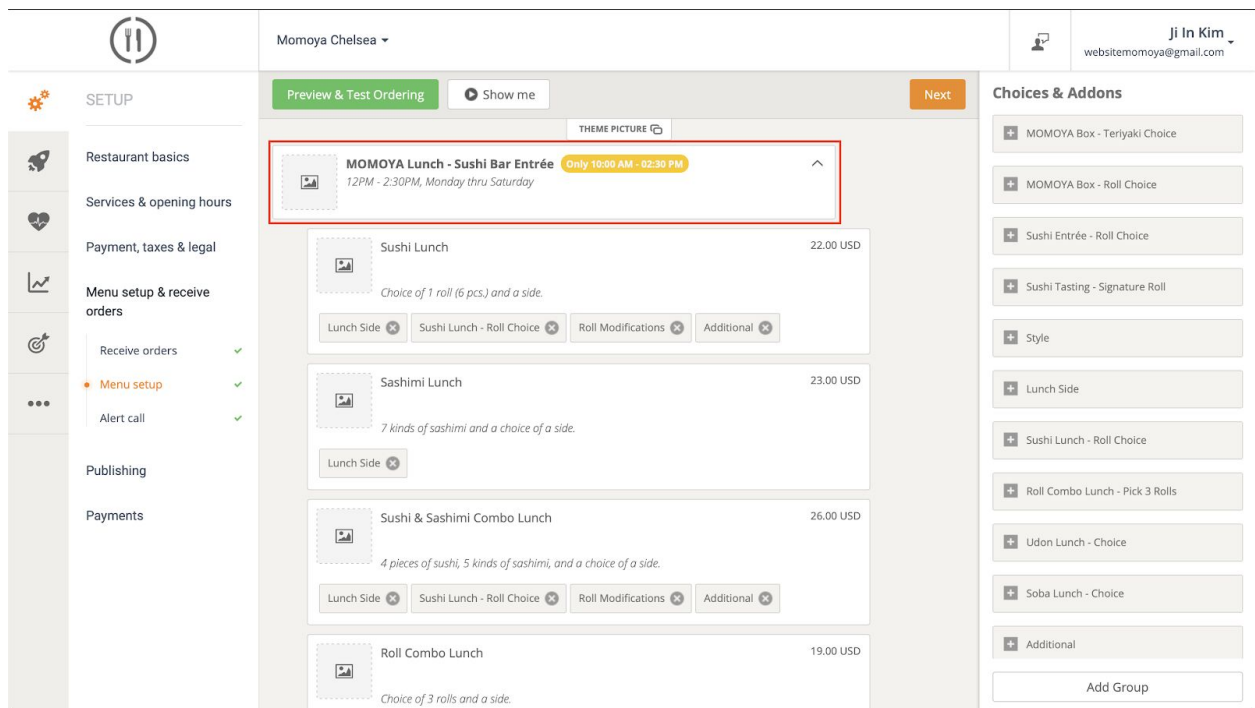 Momoya Chelsea
Ji In Kim
websitemomoya@gmail.com
SETUP
Restaurant basics
Services & opening hours
Payment, taxes & legal
Menu setup & receive
orders
Receive orders
Menu setup
Alert call
Publishing
Payments
Preview & Test Ordering
Show me
Next
THEME PICTURE
MOMOYA Lunch - Sushi Bar Entrée Only 10:00 AM - 02:30 PM
12PM - 2:30PM, Monday thru Saturday
Sushi Lunch 22.00 USD
Choice of 1 roll (6 pcs.) and a side.
Lunch Side Sushi Lunch - Roll Choice Roll Modifications Additional
Sashimi Lunch 23.00 USD
7 kinds of sashimi and a choice of a side.
Lunch Side
Sushi & Sashimi Combo Lunch 26.00 USD
4 pieces of sushi, 5 kinds of sashimi, and a choice of a side.
Lunch Side Sushi Lunch - Roll Choice Roll Modifications Additional
Roll Combo Lunch 19.00 USD
Choice of 3 rolls and a side.
Choices & Addons
MOMOYA Box - Teriyaki Choice
MOMOYA Box - Roll Choice
Sushi Entrée - Roll Choice
Sushi Tasting - Signature Roll
Style
Lunch Side
Sushi Lunch - Roll Choice
Roll Combo Lunch - Pick 3 Rolls
Udon Lunch - Choice
Soba Lunch - Choice
Additional
Add Group